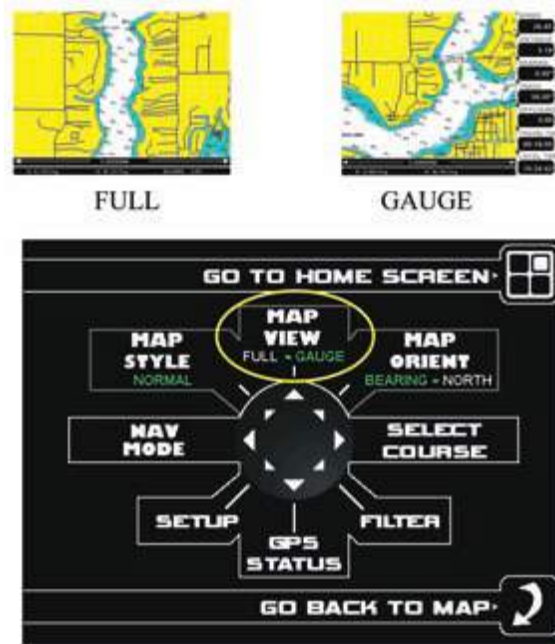 FULL
GAUGE
GO TO HOME SCREEN
MAP
VIEW
FULL - GAUGE
MAP
STYLE
NORMAL
MAP
ORIENT
BEARING - NORTH
NAV
MODE
SELECT
COURSE
SETUP
FILTER
GPS
STATUS
GO BACK TO MAP